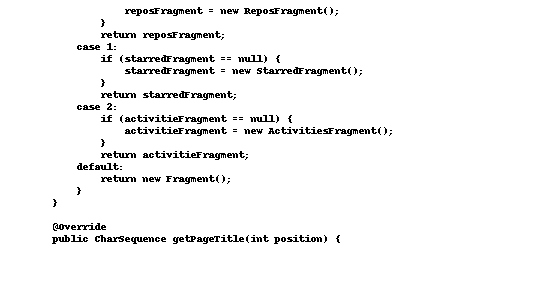 reposFragment = new ReposFragment();
}
return reposFragment;
case 1:
if (starredFragment == null) {
starredFragment = new StarredFragment();
}
return starredFragment;
case 2:
if (activitieFragment == null) {
activitieFragment = new ActivitiesFragment();
}
return activitieFragment;
default:
return new Fragment();
}
}
@Override
public CharSequence getPageTitle(int position) {